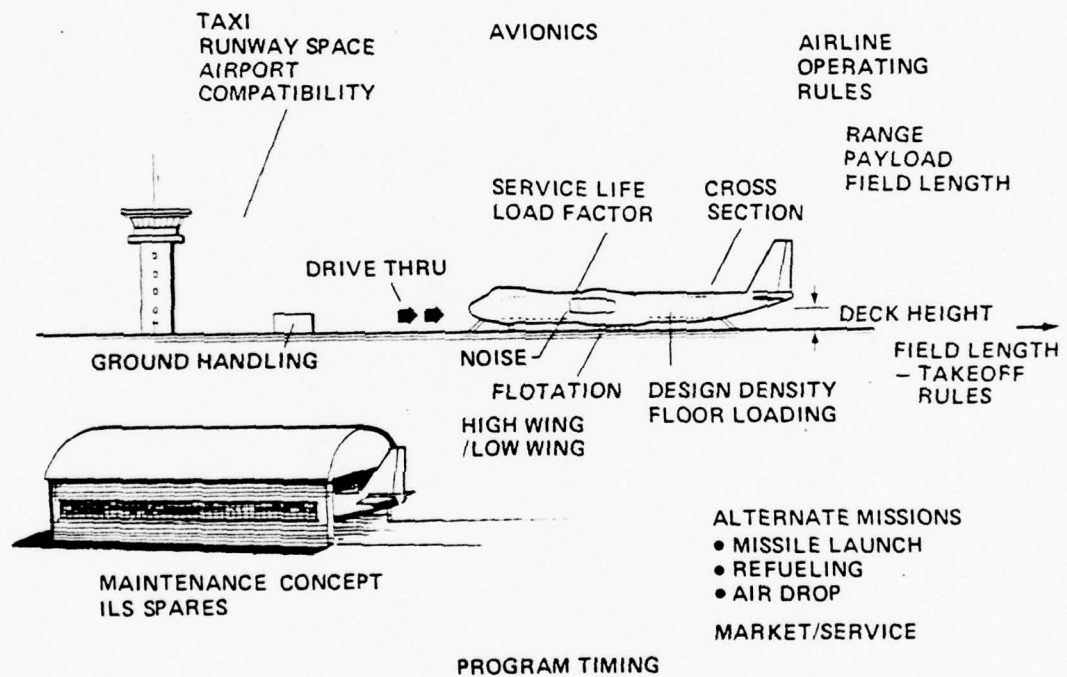 TAXI
RUNWAY SPACE
AIRPORT
COMPATIBILITY
AVIONICS
AIRLINE
OPERATING
RULES
RANGE
PAYLOAD
FIELD LENGTH
SERVICE LIFE
LOAD FACTOR
CROSS
SECTION
DRIVE THRU
DECK HEIGHT
GROUND HANDLING
NOISE
FLOTATION
HIGH WING
/LOW WING
DESIGN DENSITY
FLOOR LOADING
FIELD LENGTH
– TAKEOFF
RULES
MAINTENANCE CONCEPT
ILS SPARES
ALTERNATE MISSIONS
• MISSILE LAUNCH
• REFUELING
• AIR DROP
MARKET/SERVICE
PROGRAM TIMING